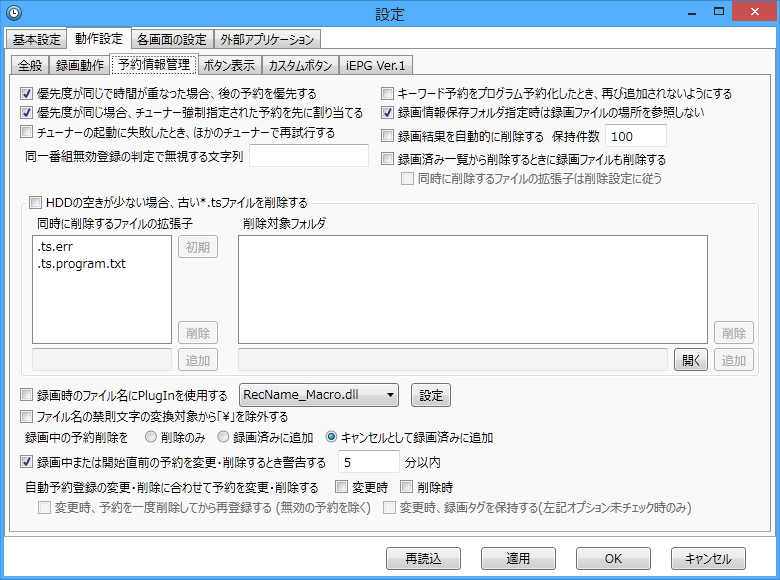 設定
基本設定 動作設定 各画面の設定 外部アプリケーション
全般 録画動作 予約情報管理 ボタン表示 カスタムボタン iEPG Ver.1
優先度が同じで時間が重なった場合、後の予約を優先する
優先度が同じ場合、チューナー強制指定された予約を先に割り当てる
チューナーの起動に失敗したとき、ほかのチューナーで再試行する
同一番組無効登録の判定で無視する文字列
キーワード予約をプログラム予約化したとき、再び追加されないようにする
録画情報保存フォルダ指定時は録画ファイルの場所を参照しない
録画結果を自動的に削除する 保持件数 100
録画済み一覧から削除するときに録画ファイルも削除する
同時に削除するファイルの拡張子は削除設定に従う
HDDの空きが少ない場合、古い*.tsファイルを削除する
同時に削除するファイルの拡張子 削除対象フォルダ
.ts.err
.ts.program.txt
初期
削除 削除
追加 開く 追加
録画時のファイル名にPlugInを使用する RecName_Macro.dll 設定
ファイル名の禁則文字の変換対象から「¥」を除外する
録画中の予約削除を 削除のみ 録画済みに追加 キャンセルとして録画済みに追加
録画中または開始直前の予約を変更・削除するとき警告する 5 分以内
自動予約登録の変更・削除に合わせて予約を変更・削除する 変更時 削除時
変更時、予約を一度削除してから再登録する (無効の予約を除く) 変更時、録画タグを保持する(左記オプション未チェック時のみ)
再読込 適用 OK キャンセル